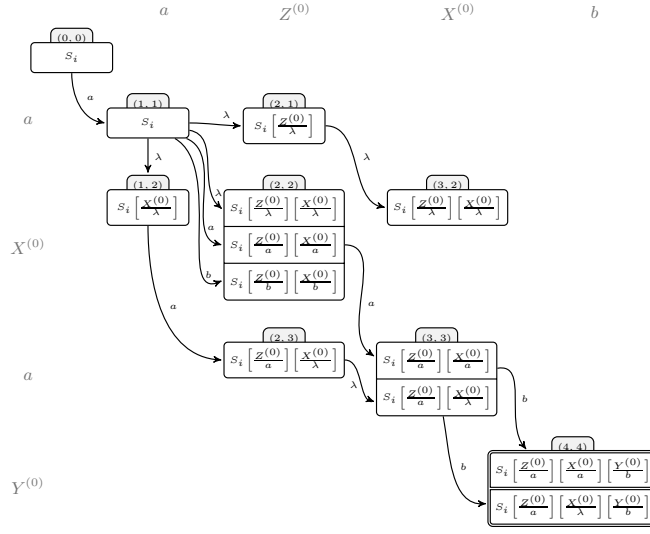 a Z^{(0)} X^{(0)} b
(0, 0)
S_i
a
(1, 1) (2, 1)
a S_i λ S_i [Z^{(0)}/λ]
λ λ
(1, 2) (2, 2) (3, 2)
S_i [X^{(0)}/λ] λ S_i [Z^{(0)}/λ] [X^{(0)}/λ] S_i [Z^{(0)}/λ] [X^{(0)}/λ]
X^{(0)} a S_i [Z^{(0)}/a] [X^{(0)}/a]
b S_i [Z^{(0)}/b] [X^{(0)}/b]
a a
(2, 3) (3, 3)
S_i [Z^{(0)}/a] [X^{(0)}/λ] S_i [Z^{(0)}/a] [X^{(0)}/a]
a λ S_i [Z^{(0)}/a] [X^{(0)}/λ] b
(4, 4)
b S_i [Z^{(0)}/a] [X^{(0)}/a] [Y^{(0)}/b]
Y^{(0)} S_i [Z^{(0)}/a] [X^{(0)}/λ] [Y^{(0)}/b]